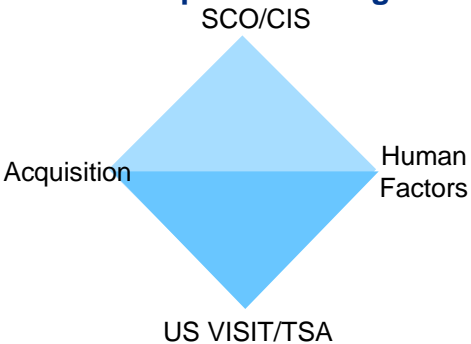 SCO/CIS
Acquisition
Human
Factors
US VISIT/TSA